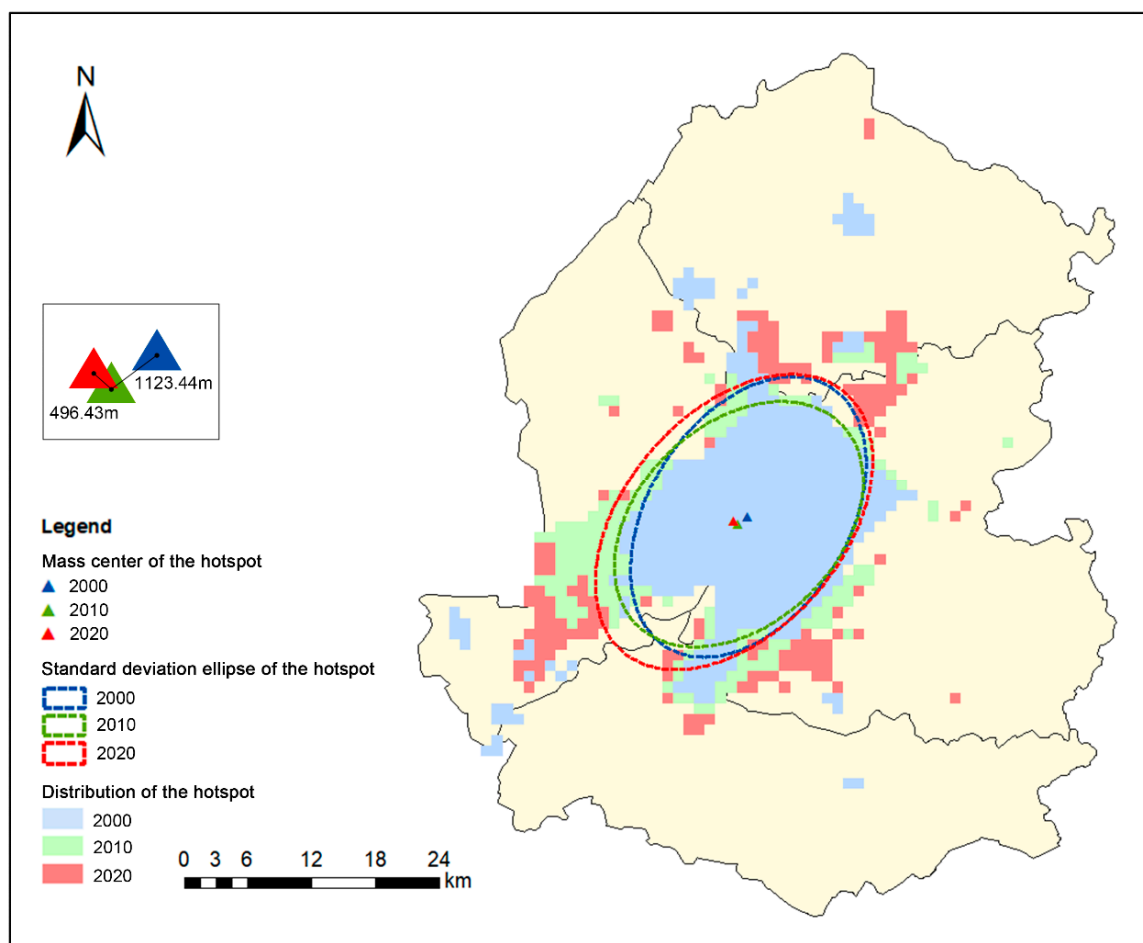 N
1123.44m
496.43m
Legend
Mass center of the hotspot
2000
2010
2020
Standard deviation ellipse of the hotspot
2000
2010
2020
Distribution of the hotspot
2000
2010
2020
0 3 6 12 18 24
km